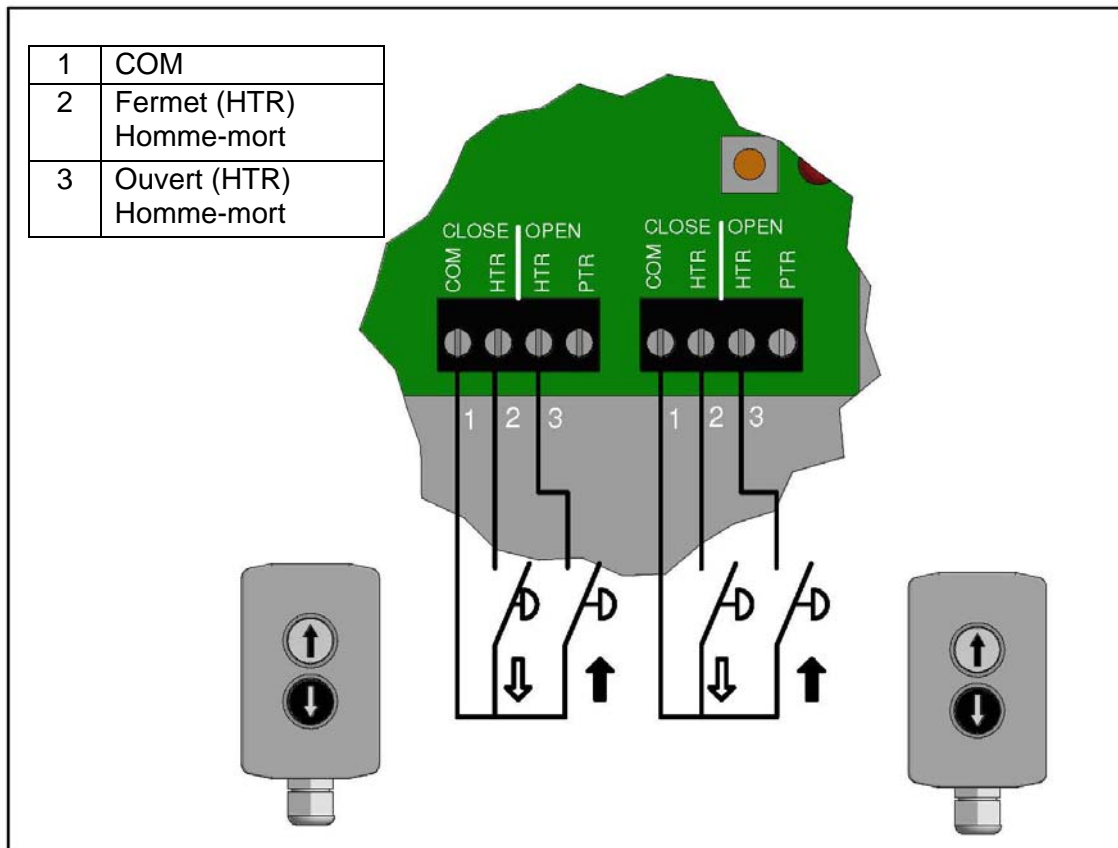 1 COM
2 Fermet (HTR)
Homme-mort
3 Ouvert (HTR)
Homme-mort
CLOSE OPEN
COM HTR HTR PTR
1 2 3
CLOSE OPEN
COM HTR HTR PTR
1 2 3